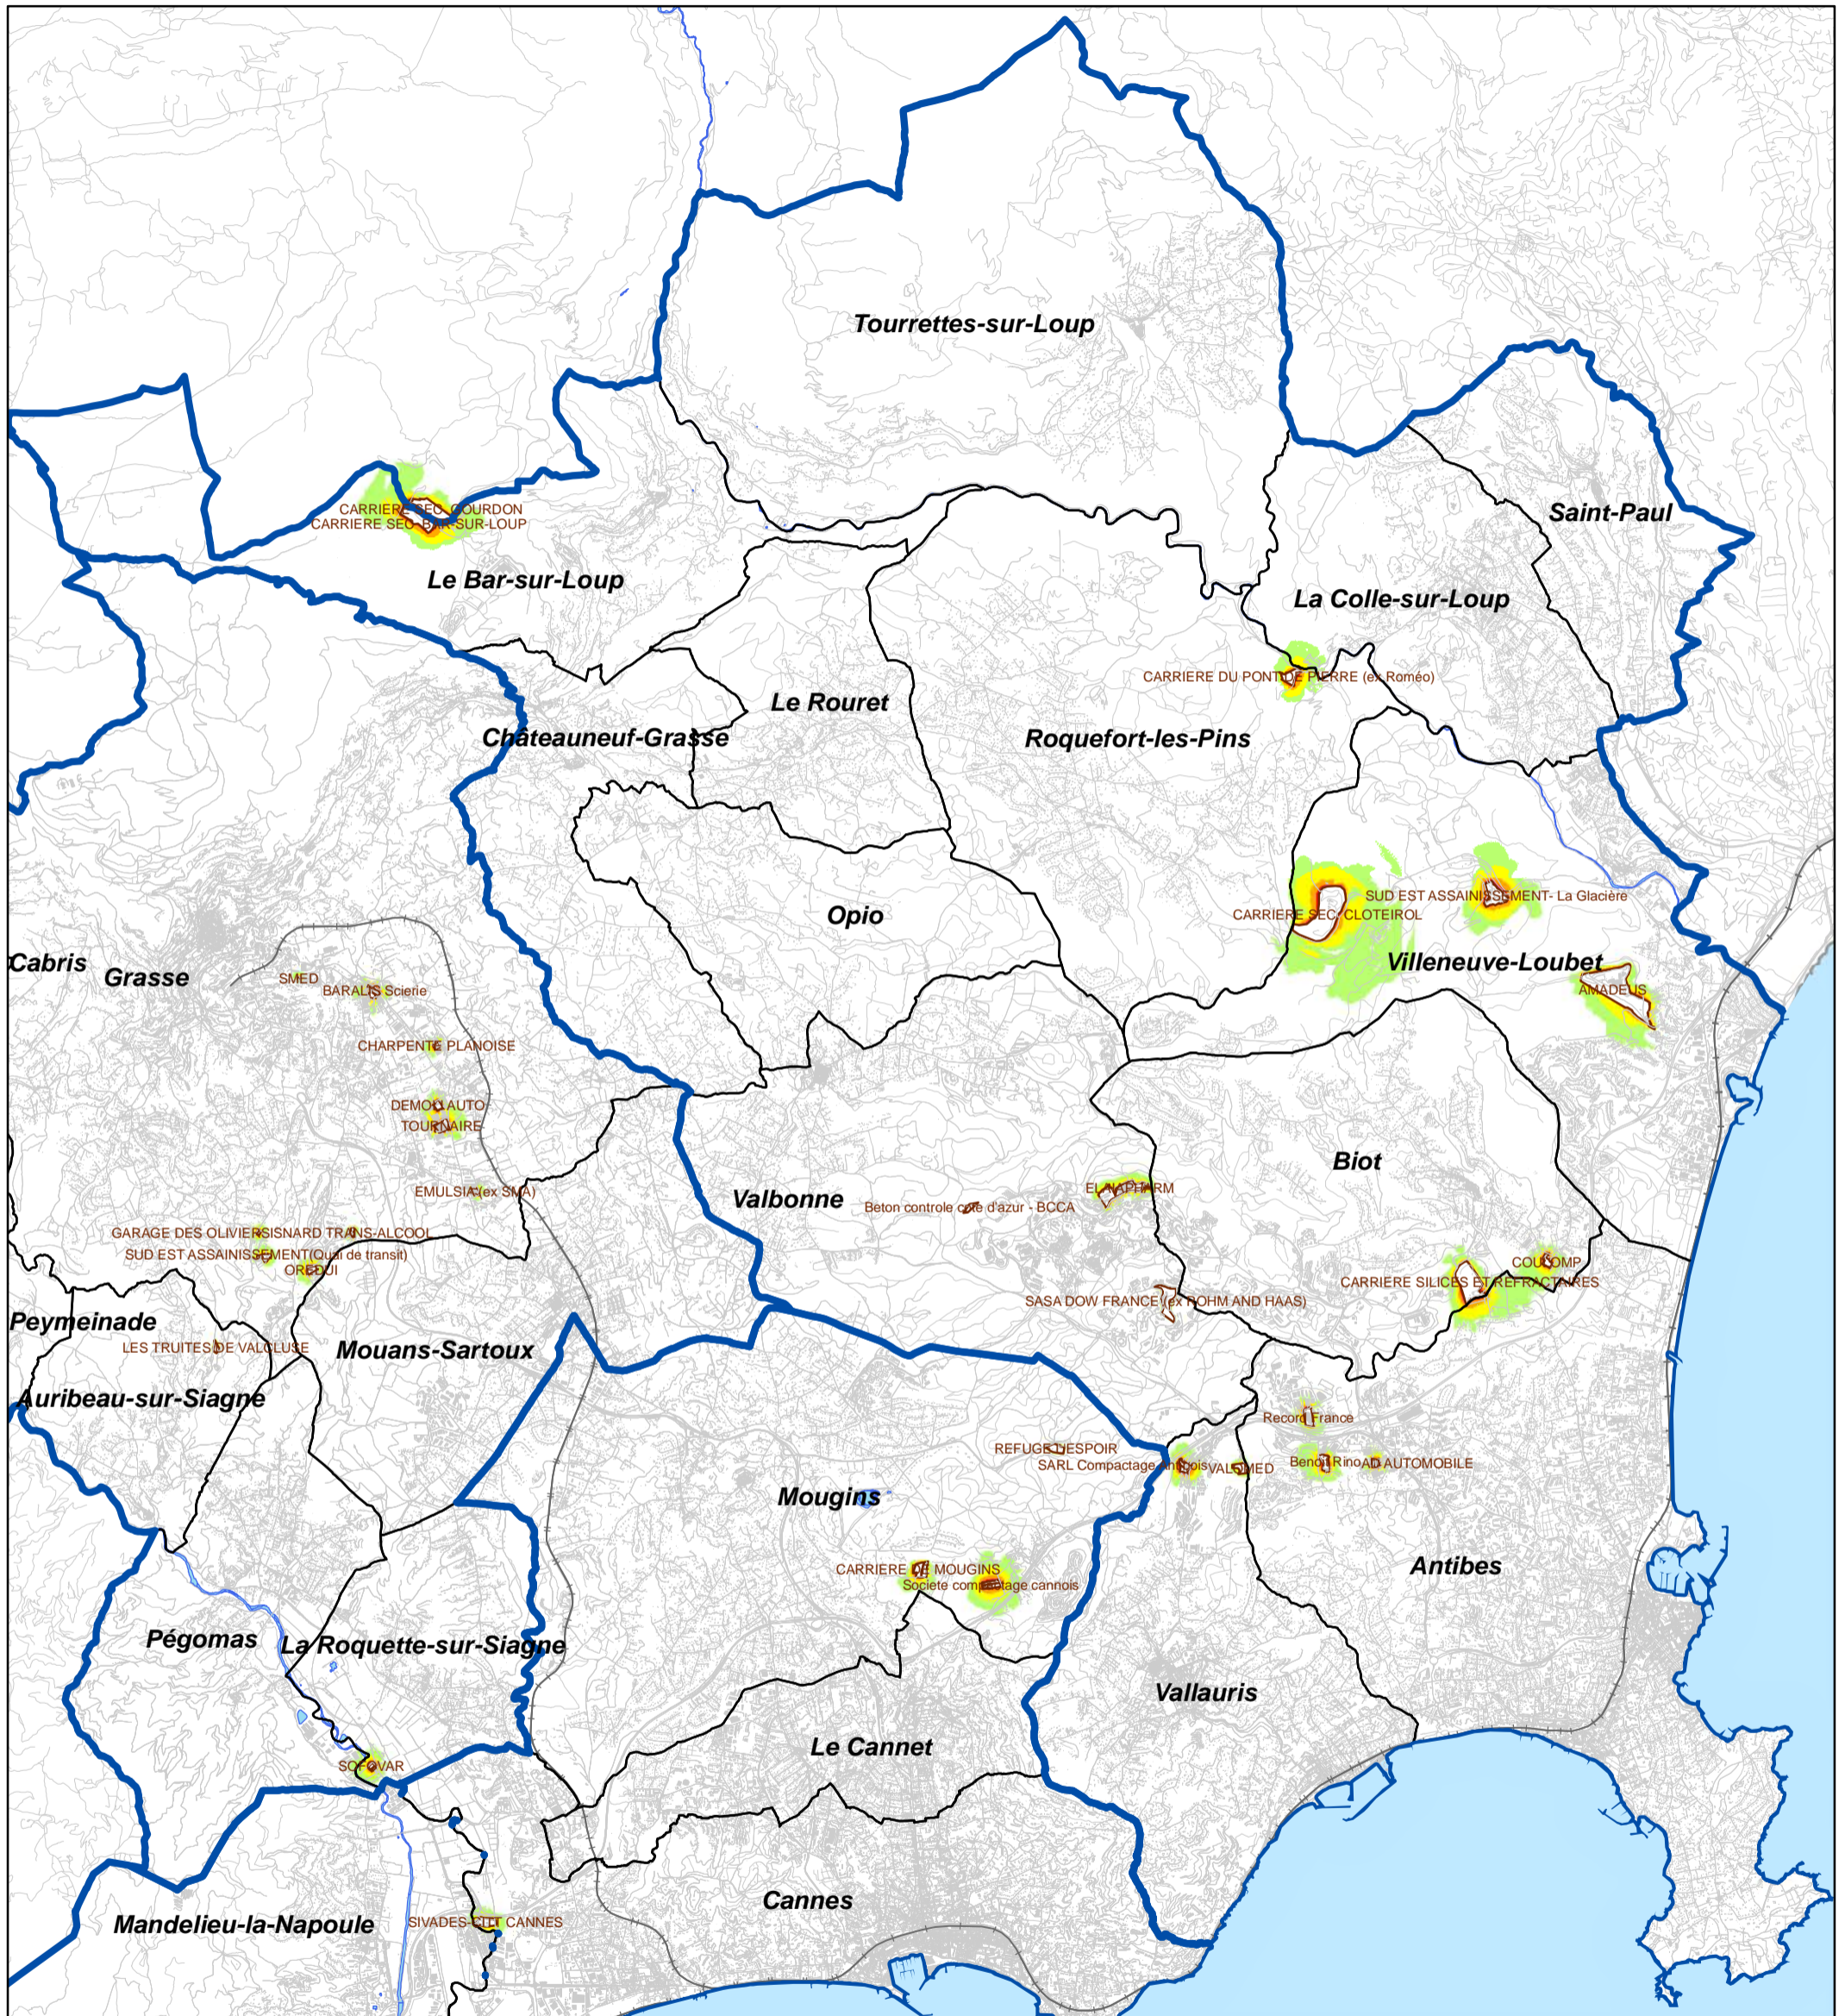 Tourrettes-sur-Loup
CARRIERE SEC- GOURDON
CARRIERE SEC- BAR-SUR-LOUP
Saint-Paul
Le Bar-sur-Loup
La Colle-sur-Loup
CARRIERE DU PONT DE PIERRE (ex Roméo)
Le Rouret
Châteauneuf-Grasse
Roquefort-les-Pins
SUD EST ASSAINISSEMENT- La Glacière
CARRIERE SEC- CLOTEIROL
Opio
Villeneuve-Loubet
Cabris
Grasse
SMED
BARALIS Scierie
AMADEUS
CHARPENTE PLANOISE
DEMOLAUTO
TOURNAIRE
Biot
EMULSIA (ex SMA)
Valbonne
ELAIAPHARM
Beton controle cote d'azur - BCCA
GARAGE DES OLIVIERS
ISNARD TRANS-ALCOOL
SUD EST ASSAINISSEMENT(Quai de transit)
OREDUI
COUCOMP
CARRIERE SILICES ET REFRACTAIRES
SASA DOW FRANCE (ex ROHM AND HAAS)
Peymeinade
LES TRUITES DE VALCLUSE
Mouans-Sartoux
Auribeau-sur-Siagne
Record France
REFUGE L'ESPOIR
SARL Compactage Antibois
VALOMED
Benoit Rino
AD AUTOMOBILE
Mougins
CARRIERE DE MOUGINS
Societe compactage cannois
Antibes
Pégomas
La Roquette-sur-Siagne
Vallauris
Le Cannet
SOFOVAR
Cannes
Mandelieu-la-Napoule
SIVADES-CITT CANNES